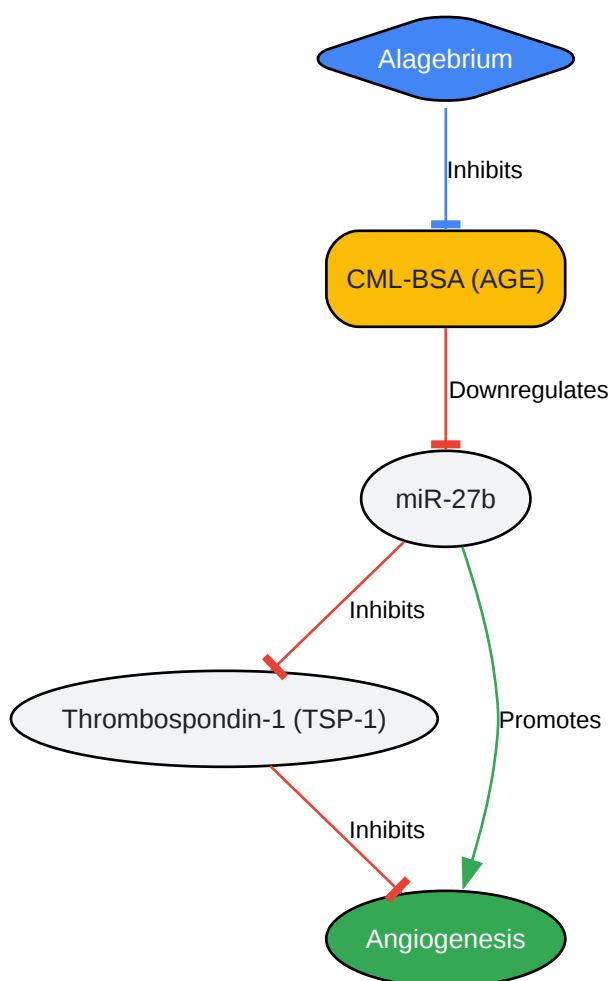 Alagebrium
Inhibits
CML-BSA (AGE)
Downregulates
miR-27b
Inhibits
Thrombospondin-1 (TSP-1)
Promotes
Inhibits
Angiogenesis